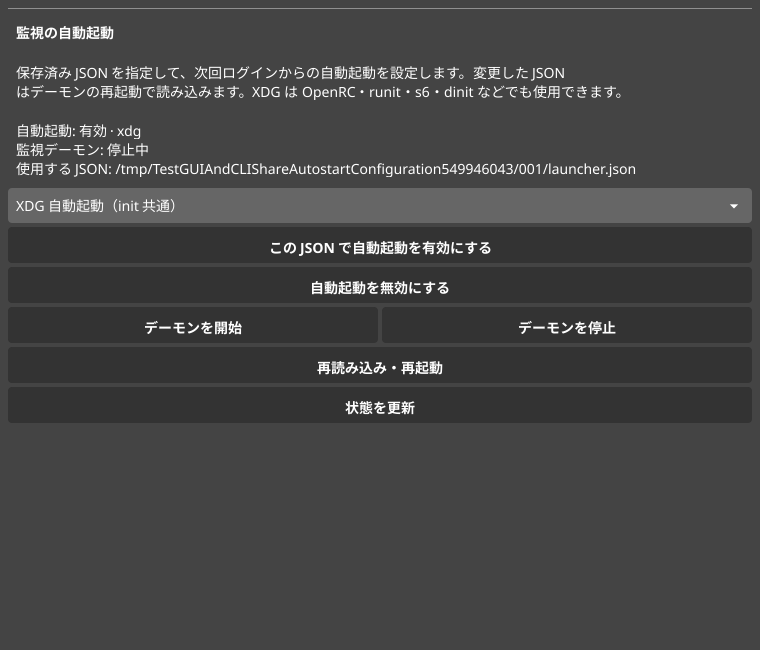 監視の自動起動
保存済み JSON を指定して、次回ログインからの自動起動を設定します。変更した JSON
はデーモンの再起動で読み込みます。XDG は OpenRC・runit・s6・dinit などでも使用できます。
自動起動: 有効 · xdg
監視デーモン: 停止中
使用する JSON: /tmp/TestGUIAndCLIShareAutostartConfiguration549946043/001/launcher.json
XDG 自動起動（init 共通）
この JSON で自動起動を有効にする
自動起動を無効にする
デーモンを開始
デーモンを停止
再読み込み・再起動
状態を更新